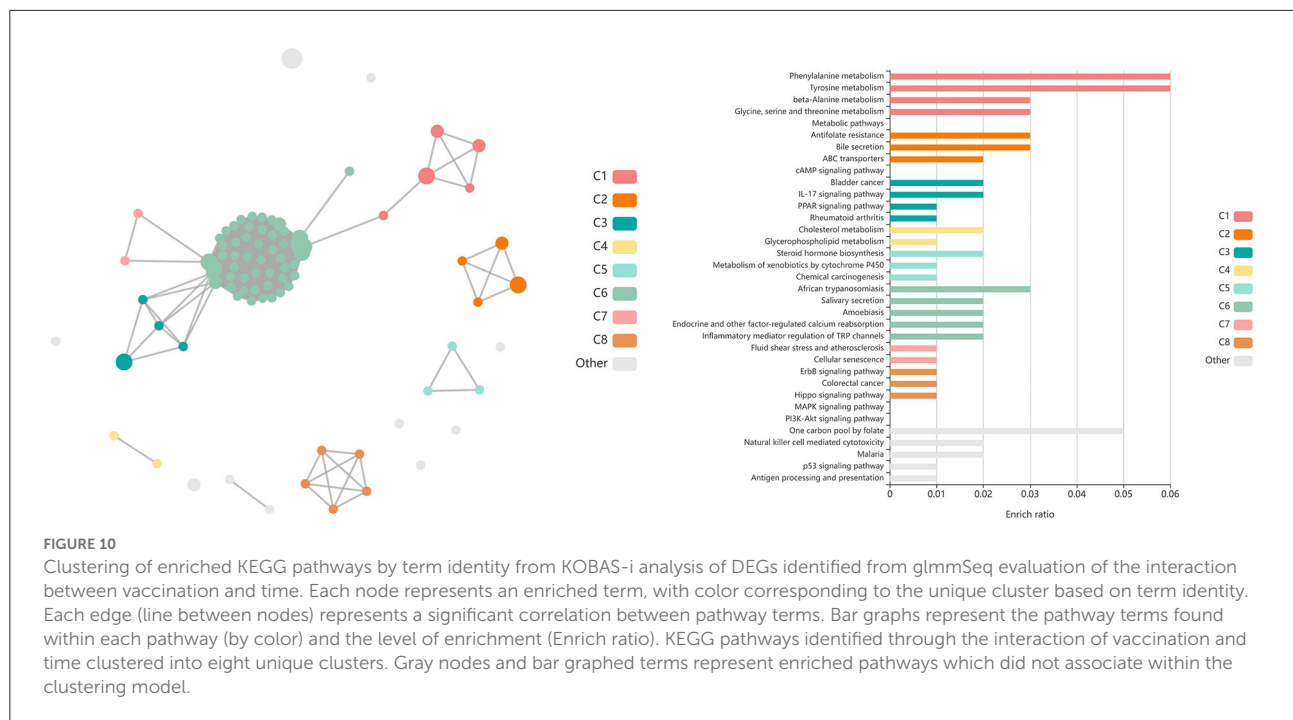 C1
C2
C3
C4
C5
C6
C7
C8
Other
Phenylalanine metabolism
Tyrosine metabolism
beta-Alanine metabolism
Glycine, serine and threonine metabolism
Metabolic pathways
Antifolate resistance
Bile secretion
ABC transporters
cAMP signaling pathway
Bladder cancer
IL-17 signaling pathway
PPAR signaling pathway
Rheumatoid arthritis
Cholesterol metabolism
Glycerophospholipid metabolism
Steroid hormone biosynthesis
Metabolism of xenobiotics by cytochrome P450
Chemical carcinogenesis
African trypanosomiasis
Salivary secretion
Amoebiasis
Endocrine and other factor-regulated calcium reabsorption
Inflammatory mediator regulation of TRP channels
Fluid shear stress and atherosclerosis
Cellular senescence
ErbB signaling pathway
Colorectal cancer
Hippo signaling pathway
MAPK signaling pathway
PI3K-Akt signaling pathway
One carbon pool by folate
Natural killer cell mediated cytotoxicity
Malaria
p53 signaling pathway
Antigen processing and presentation
0 0.01 0.02 0.03 0.04 0.05 0.06
Enrich ratio
C1
C2
C3
C4
C5
C6
C7
C8
Other
FIGURE 10
Clustering of enriched KEGG pathways by term identity from KOBAS-i analysis of DEGs identified from glmmSeq evaluation of the interaction
between vaccination and time. Each node represents an enriched term, with color corresponding to the unique cluster based on term identity.
Each edge (line between nodes) represents a significant correlation between pathway terms. Bar graphs represent the pathway terms found
within each pathway (by color) and the level of enrichment (Enrich ratio). KEGG pathways identified through the interaction of vaccination and
time clustered into eight unique clusters. Gray nodes and bar graphed terms represent enriched pathways which did not associate within the
clustering model.